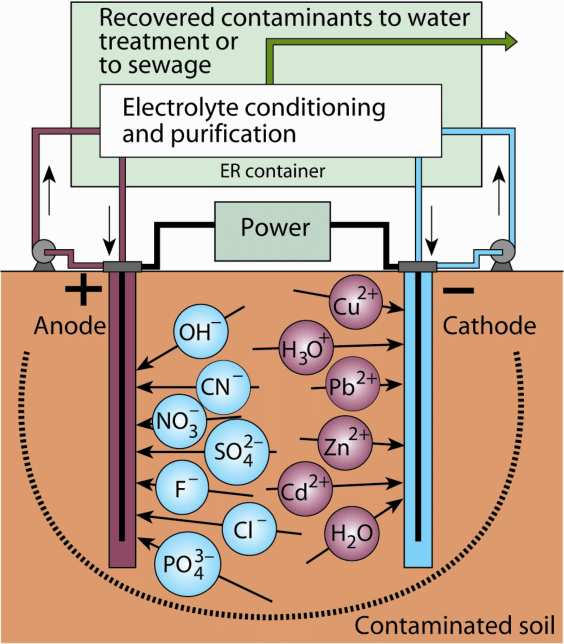 Recovered contaminants to water
treatment or
to sewage
Electrolyte conditioning
and purification
ER container
Power
+
−
Anode
Cathode
OH⁻
Cu²⁺
H₃O⁺
CN⁻
Pb²⁺
NO₃⁻
SO₄²⁻
Zn²⁺
F⁻
Cd²⁺
Cl⁻
H₂O
PO₄³⁻
Contaminated soil